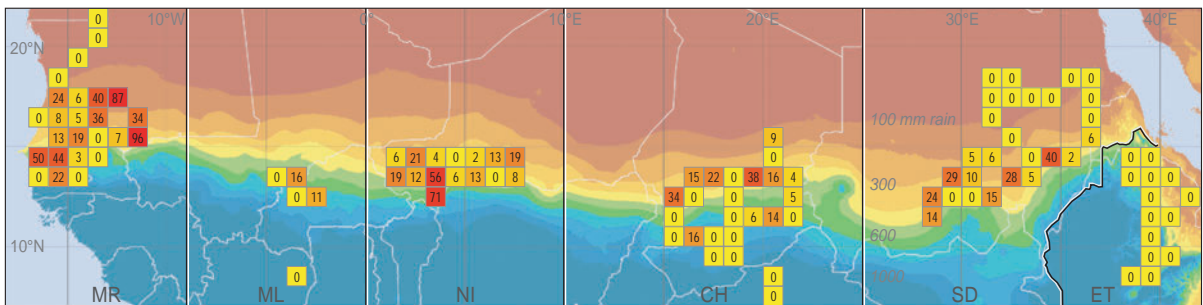 10°W 0° 10°E 20°E 30°E 40°E
0
20°N 0
0
0 0 0 0 0
24 6 40 87 0 0 0 0 0
0 8 5 36 34 100 mm rain 0 0
13 19 0 7 96 9 0 6
50 44 3 0 6 21 4 0 2 13 19 0 5 6 0 40 2 0 0
0 22 0 0 16 19 12 56 6 13 0 8 15 22 0 38 16 4 300 29 10 28 5 0 0
0 11 71 34 0 0 5 24 0 0 15 0 0 0
0 0 0 6 14 0 14 0 0
10°N 0 16 0 0 600 0
0 0 0 0
0 0 1000 0 0
MR ML NI CH 0 SD ET